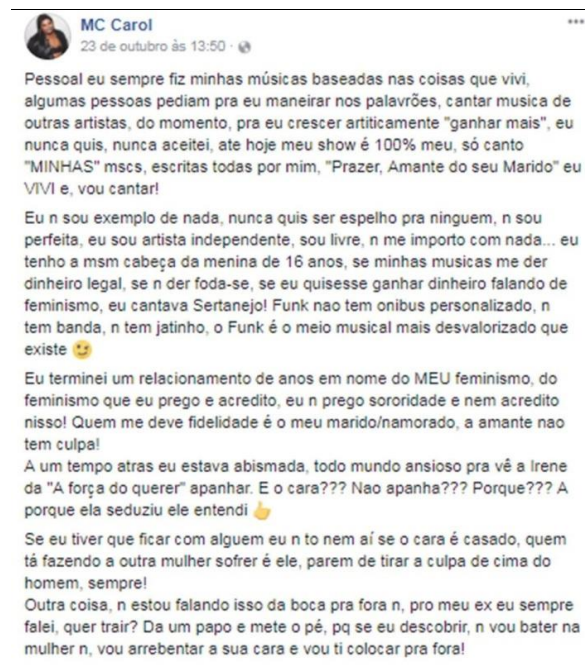 MC Carol
23 de outubro às 13:50 ·
Pessoal eu sempre fiz minhas músicas baseadas nas coisas que vivi,
algumas pessoas pediam pra eu maneirar nos palavrões, cantar musica de
outras artistas, do momento, pra eu crescer artiticamente "ganhar mais", eu
nunca quis, nunca aceitei, ate hoje meu show é 100% meu, só canto
"MINHAS" mscs, escritas todas por mim, "Prazer, Amante do seu Marido" eu
VIVI e, vou cantar!
Eu n sou exemplo de nada, nunca quis ser espelho pra ninguem, n sou
perfeita, eu sou artista independente, sou livre, n me importo com nada... eu
tenho a msm cabeça da menina de 16 anos, se minhas musicas me der
dinheiro legal, se n der foda-se, se eu quisesse ganhar dinheiro falando de
feminismo, eu cantava Sertanejo! Funk nao tem onibus personalizado, n
tem banda, n tem jatinho, o Funk é o meio musical mais desvalorizado que
existe 😉
Eu terminei um relacionamento de anos em nome do MEU feminismo, do
feminismo que eu prego e acredito, eu n prego sororidade e nem acredito
nisso! Quem me deve fidelidade é o meu marido/namorado, a amante nao
tem culpa!
A um tempo atras eu estava abismada, todo mundo ansioso pra vê a Irene
da "A força do querer" apanhar. E o cara??? Nao apanha??? Porque??? A
porque ela seduziu ele entendi 👍
Se eu tiver que ficar com alguem eu n to nem aí se o cara é casado, quem
tá fazendo a outra mulher sofrer é ele, parem de tirar a culpa de cima do
homem, sempre!
Outra coisa, n estou falando isso da boca pra fora n, pro meu ex eu sempre
falei, quer trair? Da um papo e mete o pé, pq se eu descobrir, n vou bater na
mulher n, vou arrebentar a sua cara e vou ti colocar pra fora!